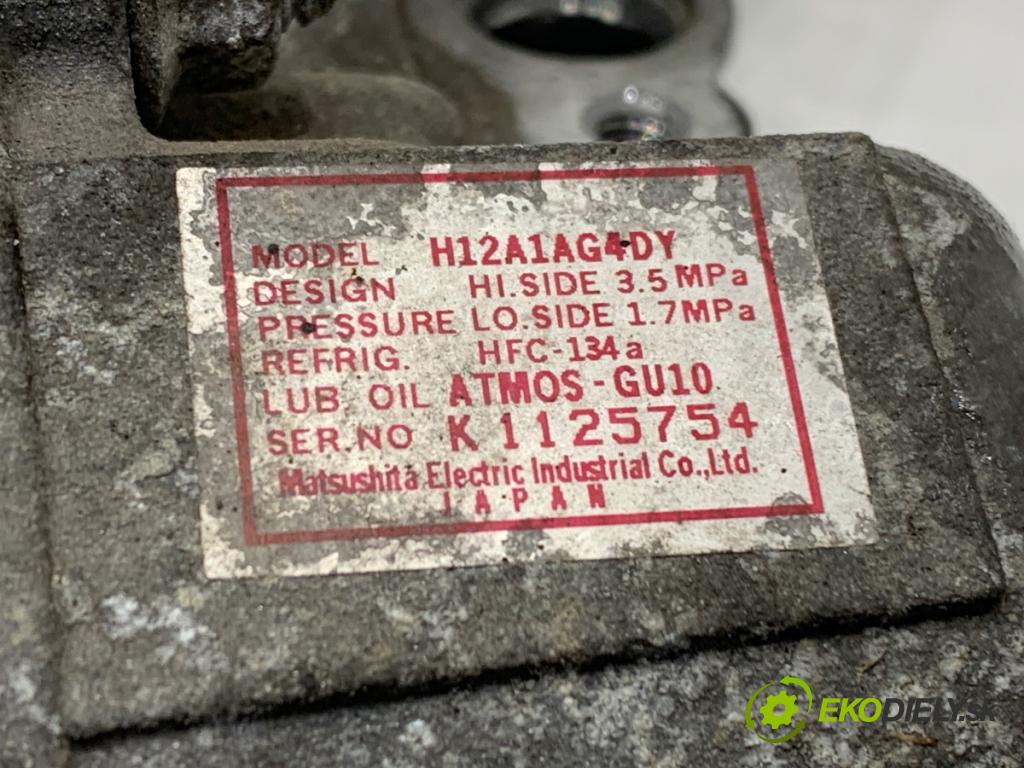 MODEL H12A1AG4DY
DESIGN HI.SIDE 3.5 MPa
PRESSURE LO.SIDE 1.7MPa
REFRIG. HFC-134a
LUB. OIL ATMOS-GU10
SER.NO K1125754
Matsushita Electric Industrial Co.,Ltd.
JAPAN
EKODIELY.SK